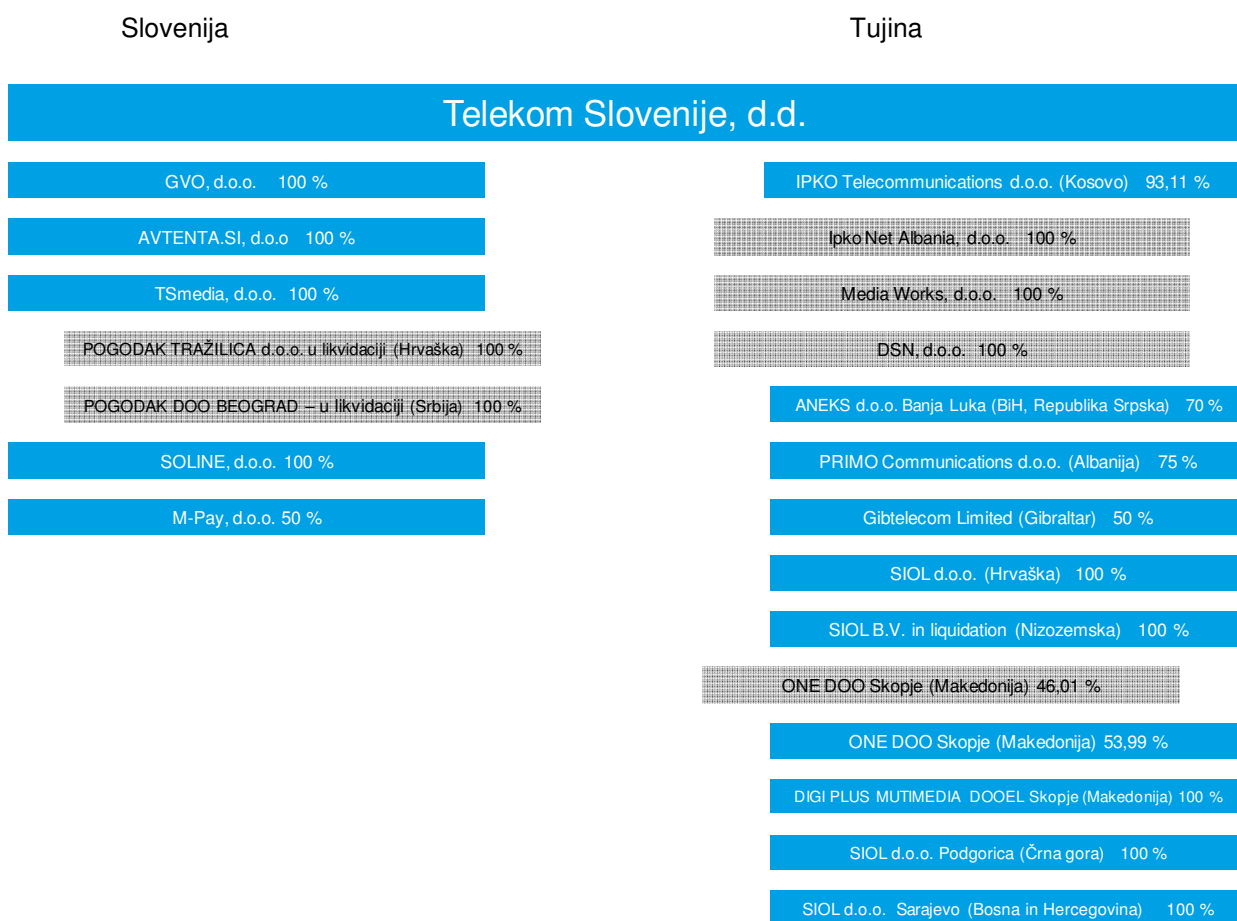 Slovenija
Tujina
Telekom Slovenije, d.d.
GVO, d.o.o. 100 %
AVTENTA.SI, d.o.o 100 %
TSmedia, d.o.o. 100 %
POGODAK TRAŽILICA d.o.o. u likvidaciji (Hrvaška) 100 %
POGODAK DOO BEOGRAD – u likvidaciji (Srbija) 100 %
SOLINE, d.o.o. 100 %
M-Pay, d.o.o. 50 %
IPKO Telecommunications d.o.o. (Kosovo) 93,11 %
Ipko Net Albania, d.o.o. 100 %
Media Works, d.o.o. 100 %
DSN, d.o.o. 100 %
ANEKS d.o.o. Banja Luka (BiH, Republika Srpska) 70 %
PRIMO Communications d.o.o. (Albanija) 75 %
Gibtelecom Limited (Gibraltar) 50 %
SIOL d.o.o. (Hrvaška) 100 %
SIOL B.V. in liquidation (Nizozemska) 100 %
ONE DOO Skopje (Makedonija) 46,01 %
ONE DOO Skopje (Makedonija) 53,99 %
DIGI PLUS MUTIMEDIA DOOEL Skopje (Makedonija) 100 %
SIOL d.o.o. Podgorica (Črna gora) 100 %
SIOL d.o.o. Sarajevo (Bosna in Hercegovina) 100 %